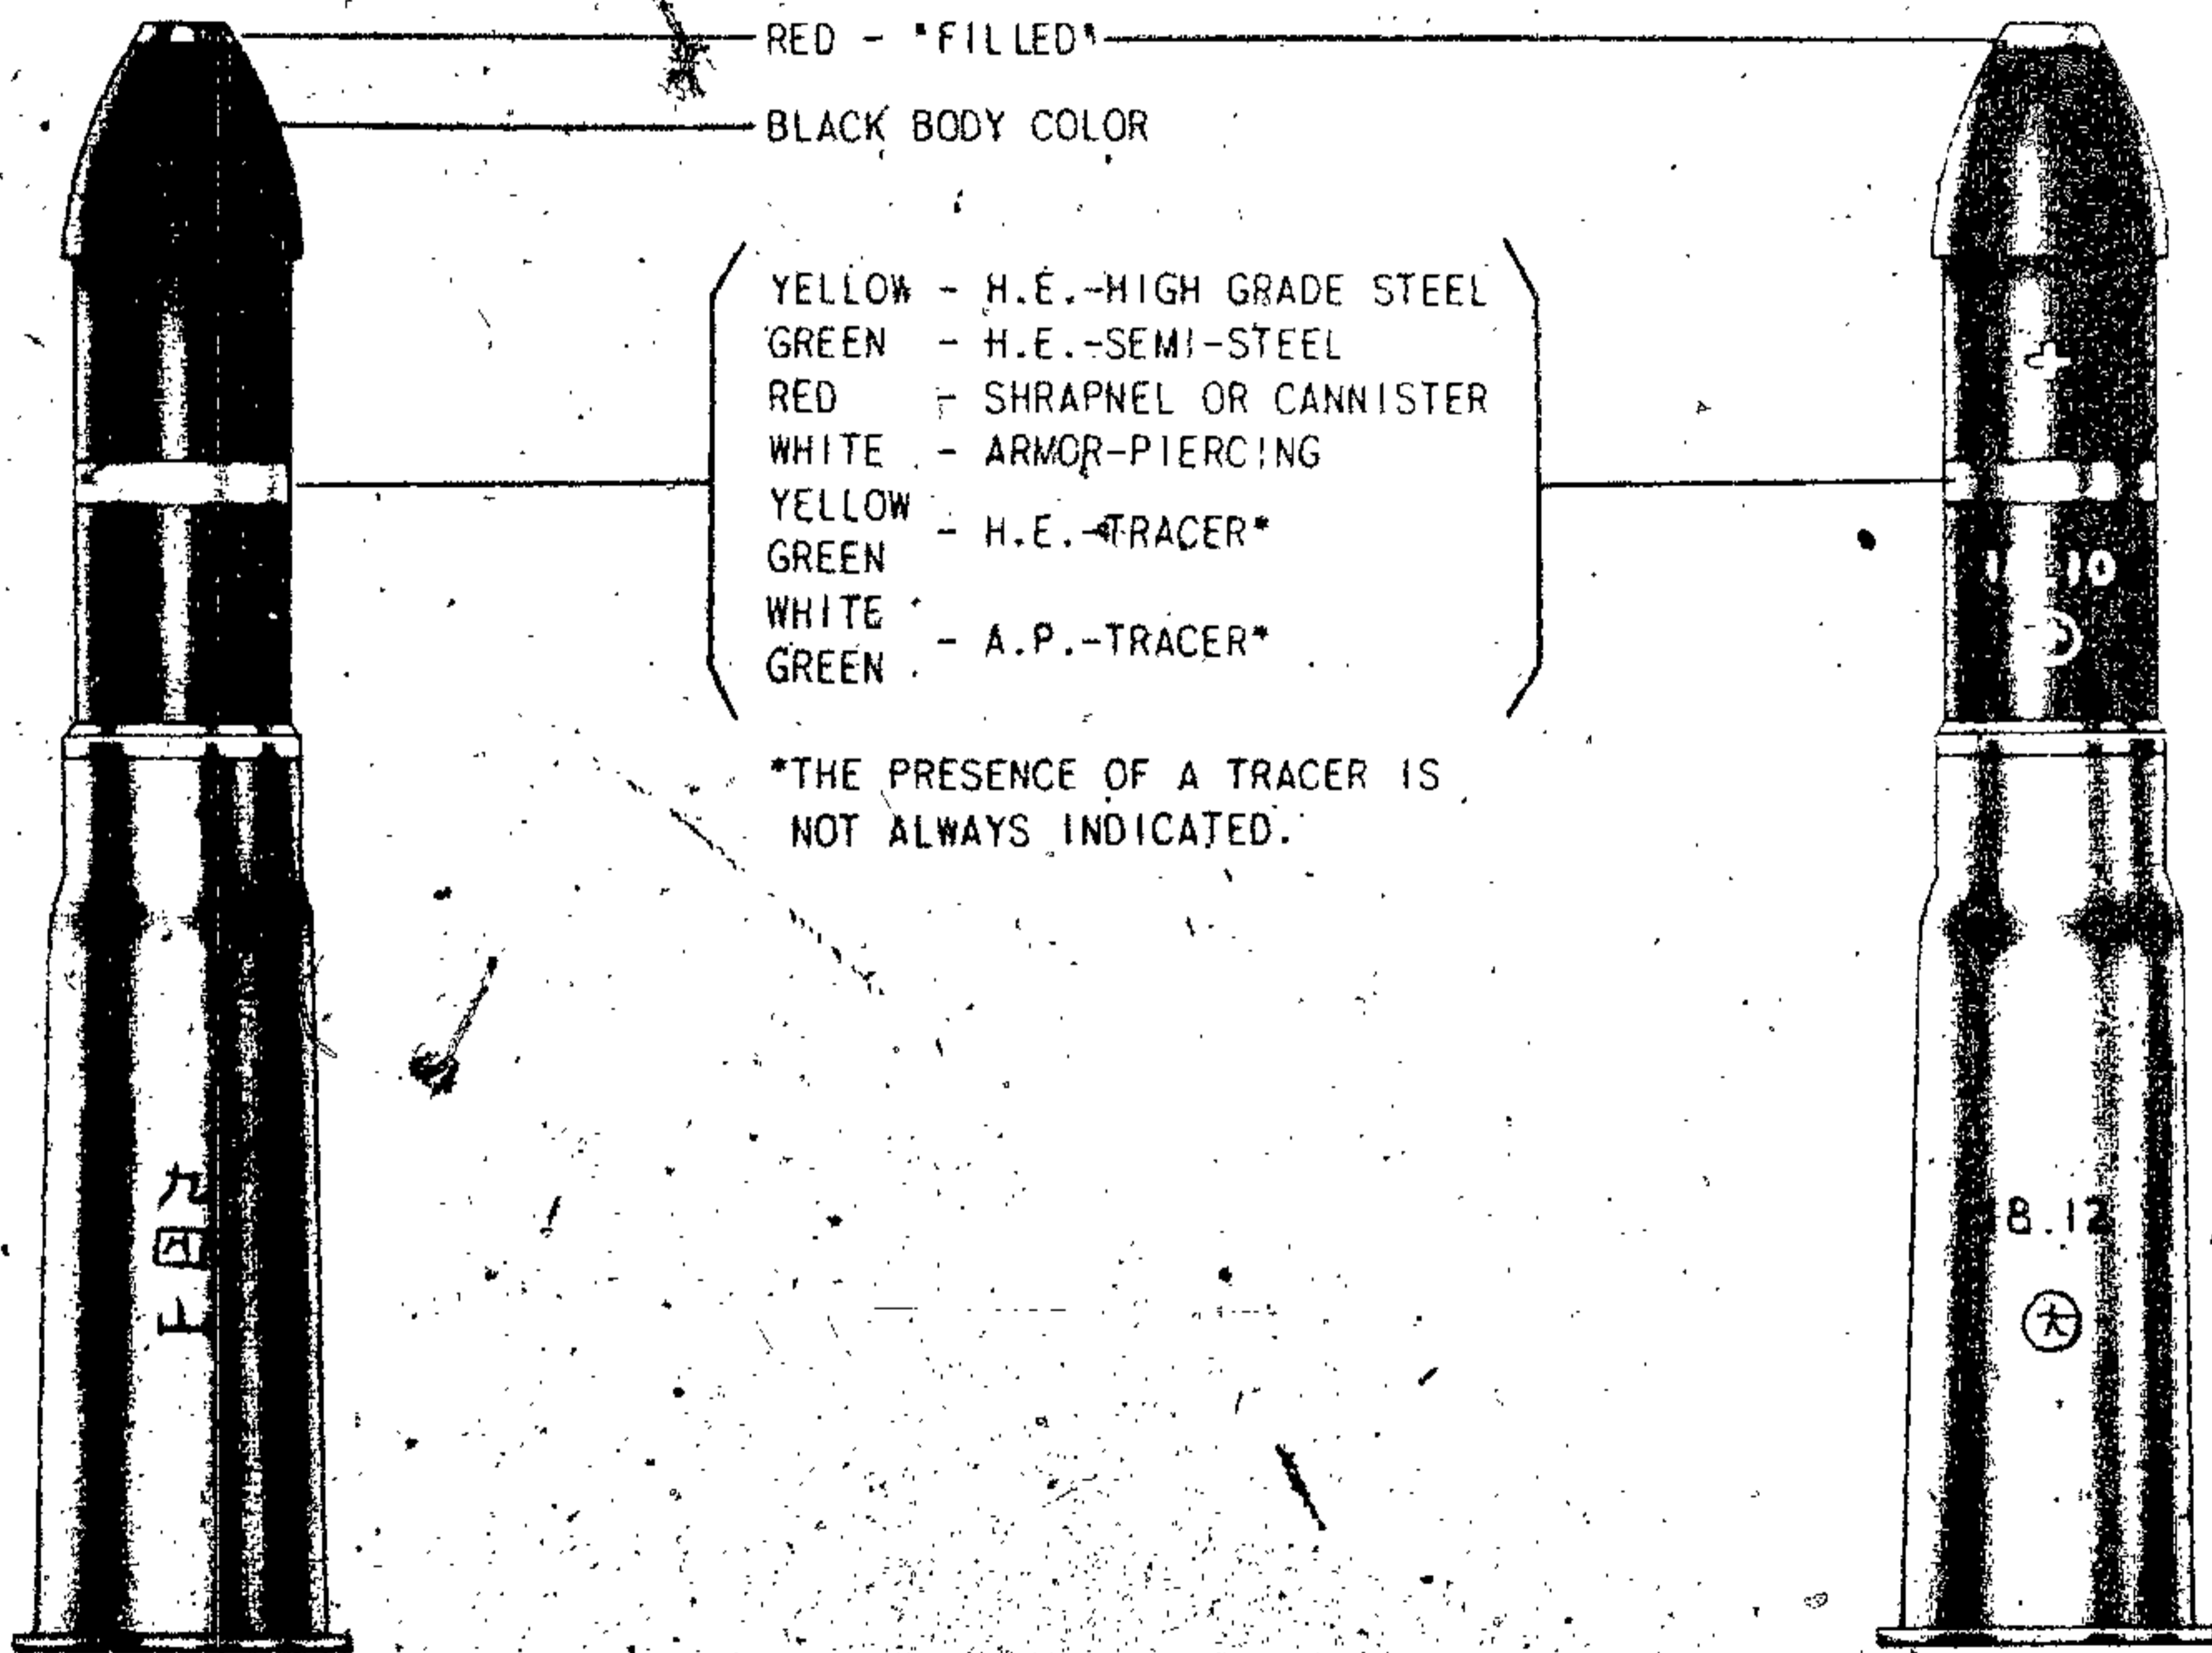 RED - "FILLED"
BLACK BODY COLOR
YELLOW - H.E.-HIGH GRADE STEEL
GREEN - H.E.-SEMI-STEEL
RED - SHRAPNEL OR CANNISTER
WHITE - ARMOR-PIERCING
YELLOW
GREEN - H.E.-TRACER*
WHITE
GREEN - A.P.-TRACER*
*THE PRESENCE OF A TRACER IS
NOT ALWAYS INDICATED.
九
四
山
10
8.12
大